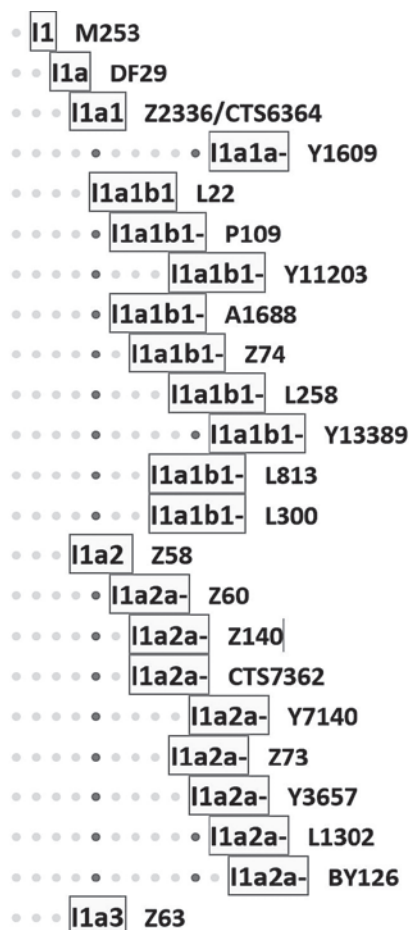 I1 M253
I1a DF29
I1a1 Z2336/CTS6364
I1a1a- Y1609
I1a1b1 L22
I1a1b1- P109
I1a1b1- Y11203
I1a1b1- A1688
I1a1b1- Z74
I1a1b1- L258
I1a1b1- Y13389
I1a1b1- L813
I1a1b1- L300
I1a2 Z58
I1a2a- Z60
I1a2a- Z140
I1a2a- CTS7362
I1a2a- Y7140
I1a2a- Z73
I1a2a- Y3657
I1a2a- L1302
I1a2a- BY126
I1a3 Z63